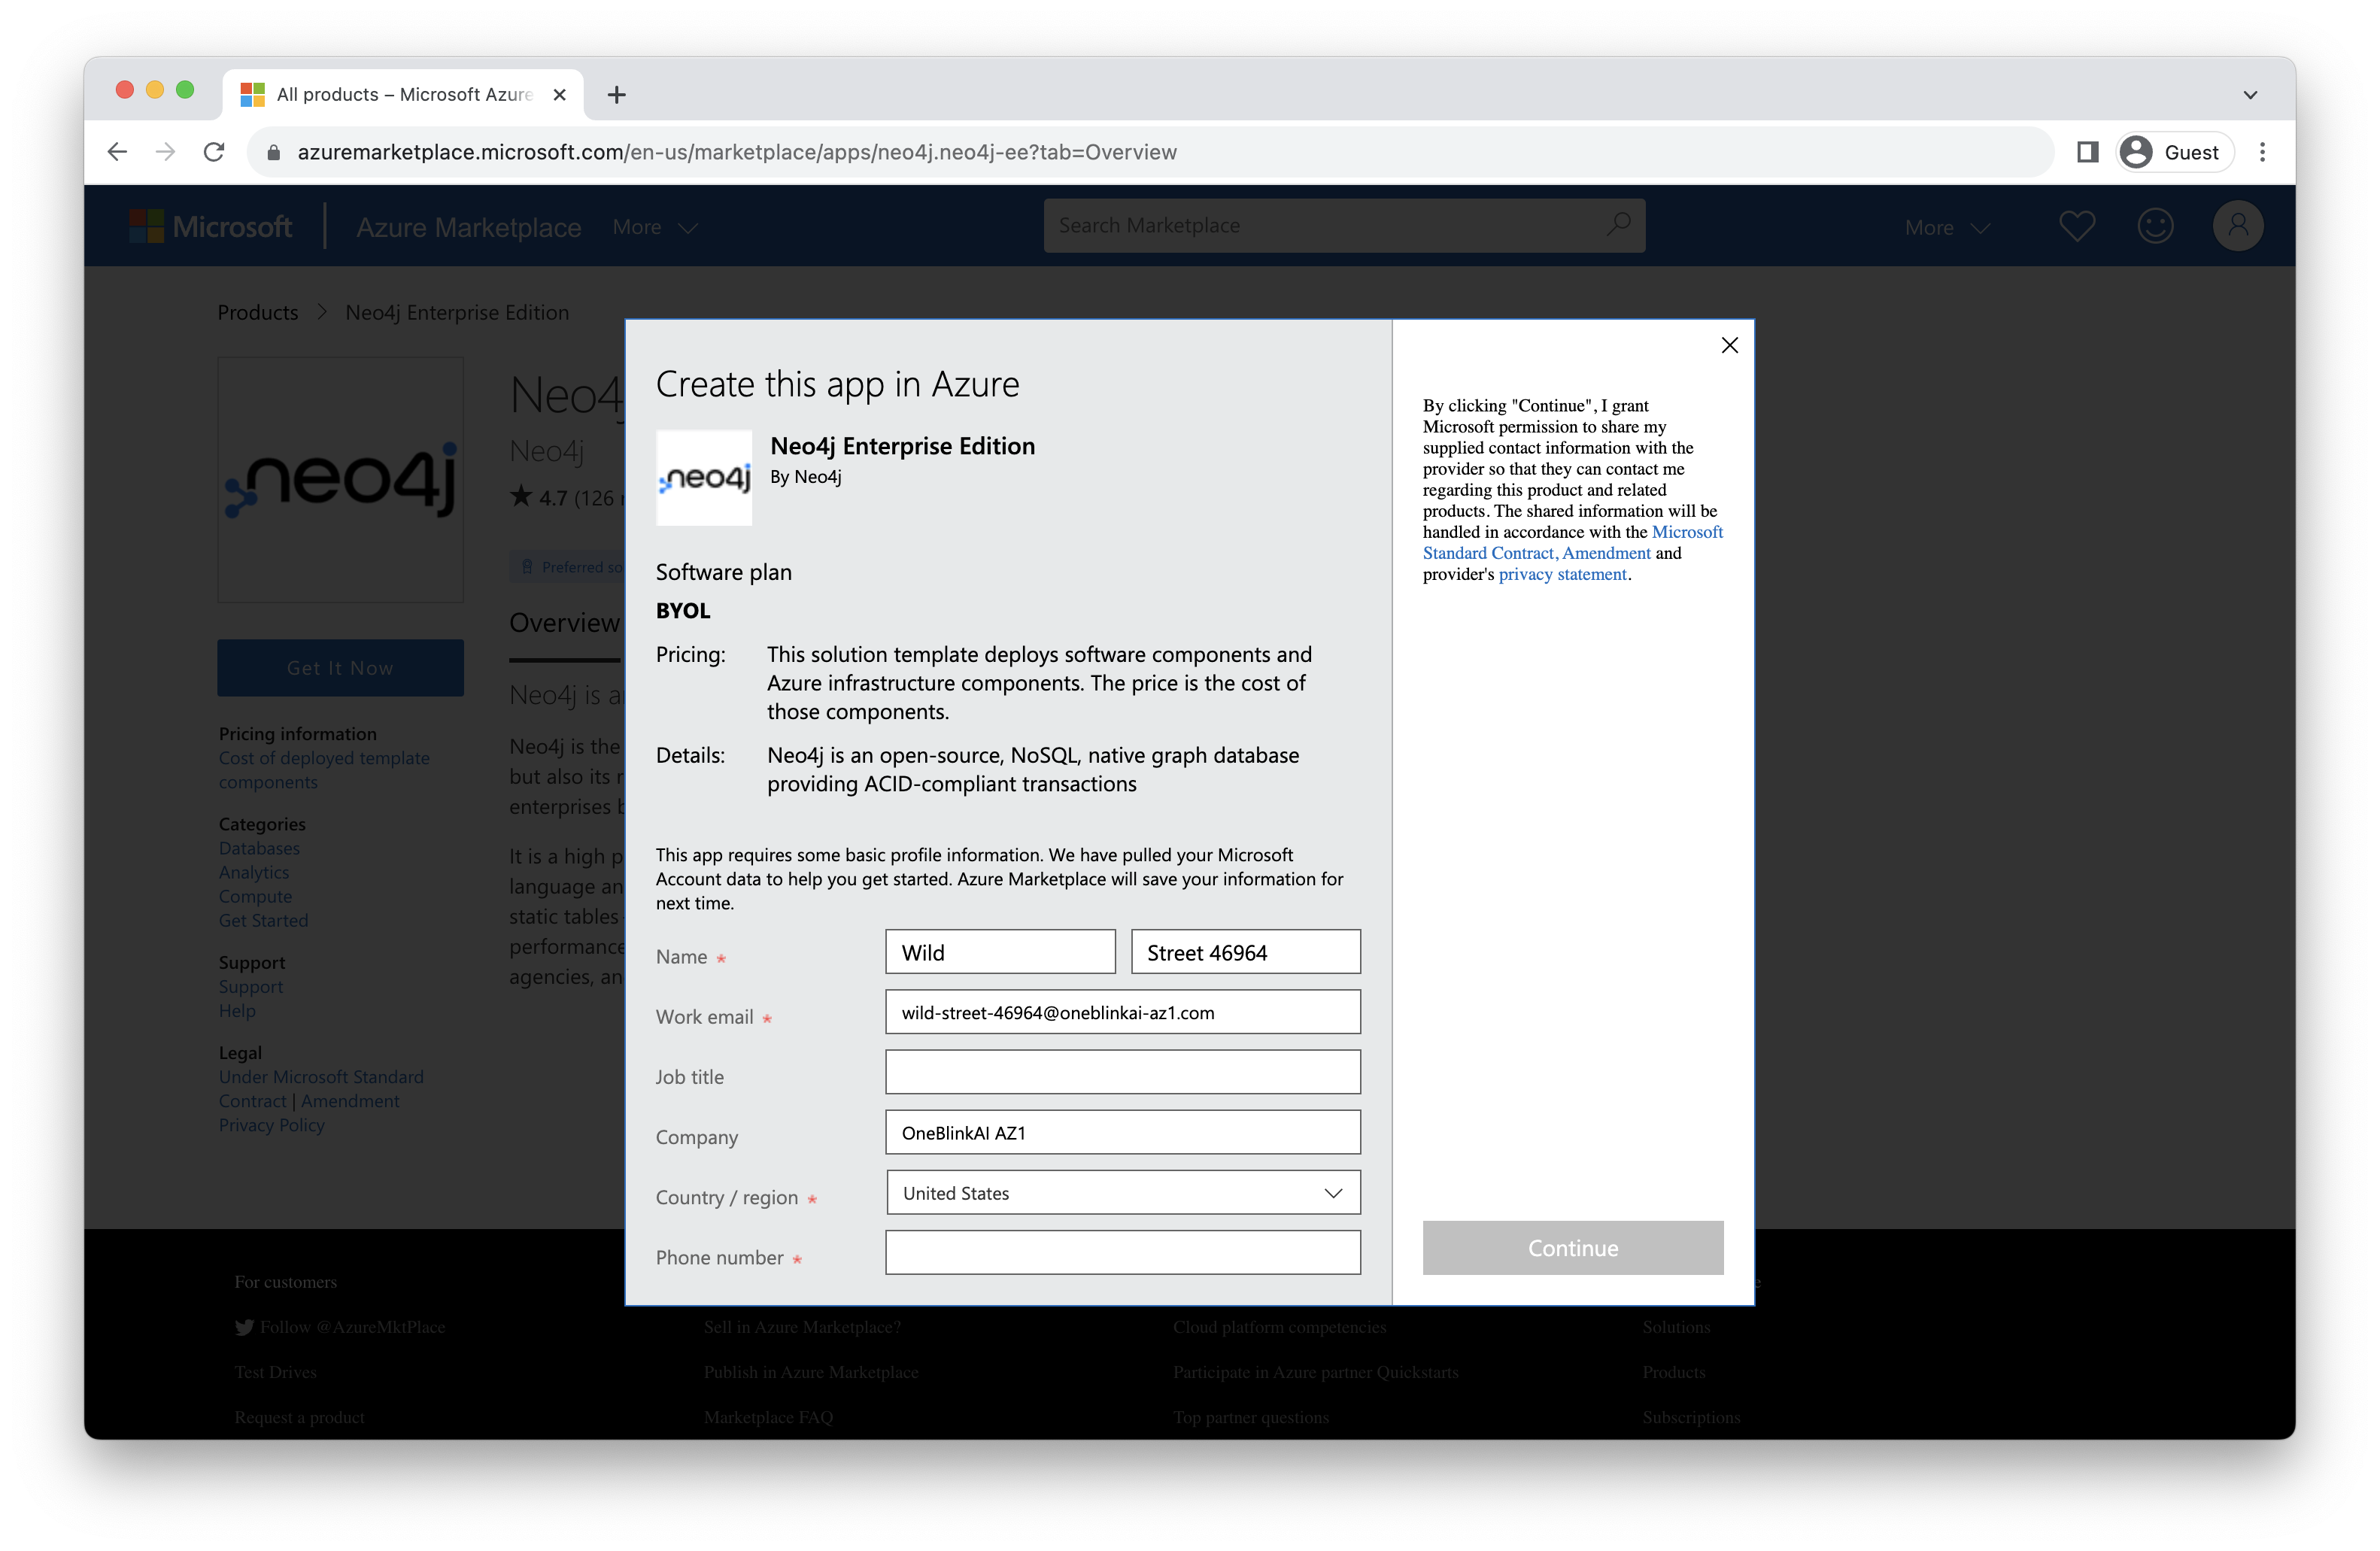 All products – Microsoft Azure
azuremarketplace.microsoft.com/en-us/marketplace/apps/neo4j.neo4j-ee?tab=Overview
Guest
Microsoft
Azure Marketplace
More
Search Marketplace
More
Products > Neo4j Enterprise Edition
neo4j
Neo4j
Neo4j
4.7 (126
Preferred so
Get It Now
Overview
Neo4j is a
Pricing information
Cost of deployed template
components
Neo4j is the
but also its r
enterprises b
Categories
Databases
Analytics
Compute
Get Started
It is a high p
language an
static tables
performance
agencies, an
Support
Support
Help
Legal
Under Microsoft Standard
Contract | Amendment
Privacy Policy
Create this app in Azure
neo4j
Neo4j Enterprise Edition
By Neo4j
Software plan
BYOL
Pricing: This solution template deploys software components and
Azure infrastructure components. The price is the cost of
those components.
Details: Neo4j is an open-source, NoSQL, native graph database
providing ACID-compliant transactions
This app requires some basic profile information. We have pulled your Microsoft
Account data to help you get started. Azure Marketplace will save your information for
next time.
Name * Wild Street 46964
Work email * wild-street-46964@oneblinkai-az1.com
Job title
Company OneBlinkAI AZ1
Country / region * United States
Phone number *
By clicking "Continue", I grant
Microsoft permission to share my
supplied contact information with the
provider so that they can contact me
regarding this product and related
products. The shared information will be
handled in accordance with the Microsoft
Standard Contract, Amendment and
provider's privacy statement.
Continue
For customers
Follow @AzureMktPlace
Test Drives
Request a product
Sell in Azure Marketplace?
Publish in Azure Marketplace
Marketplace FAQ
Cloud platform competencies
Participate in Azure partner Quickstarts
Top partner questions
Solutions
Products
Subscriptions